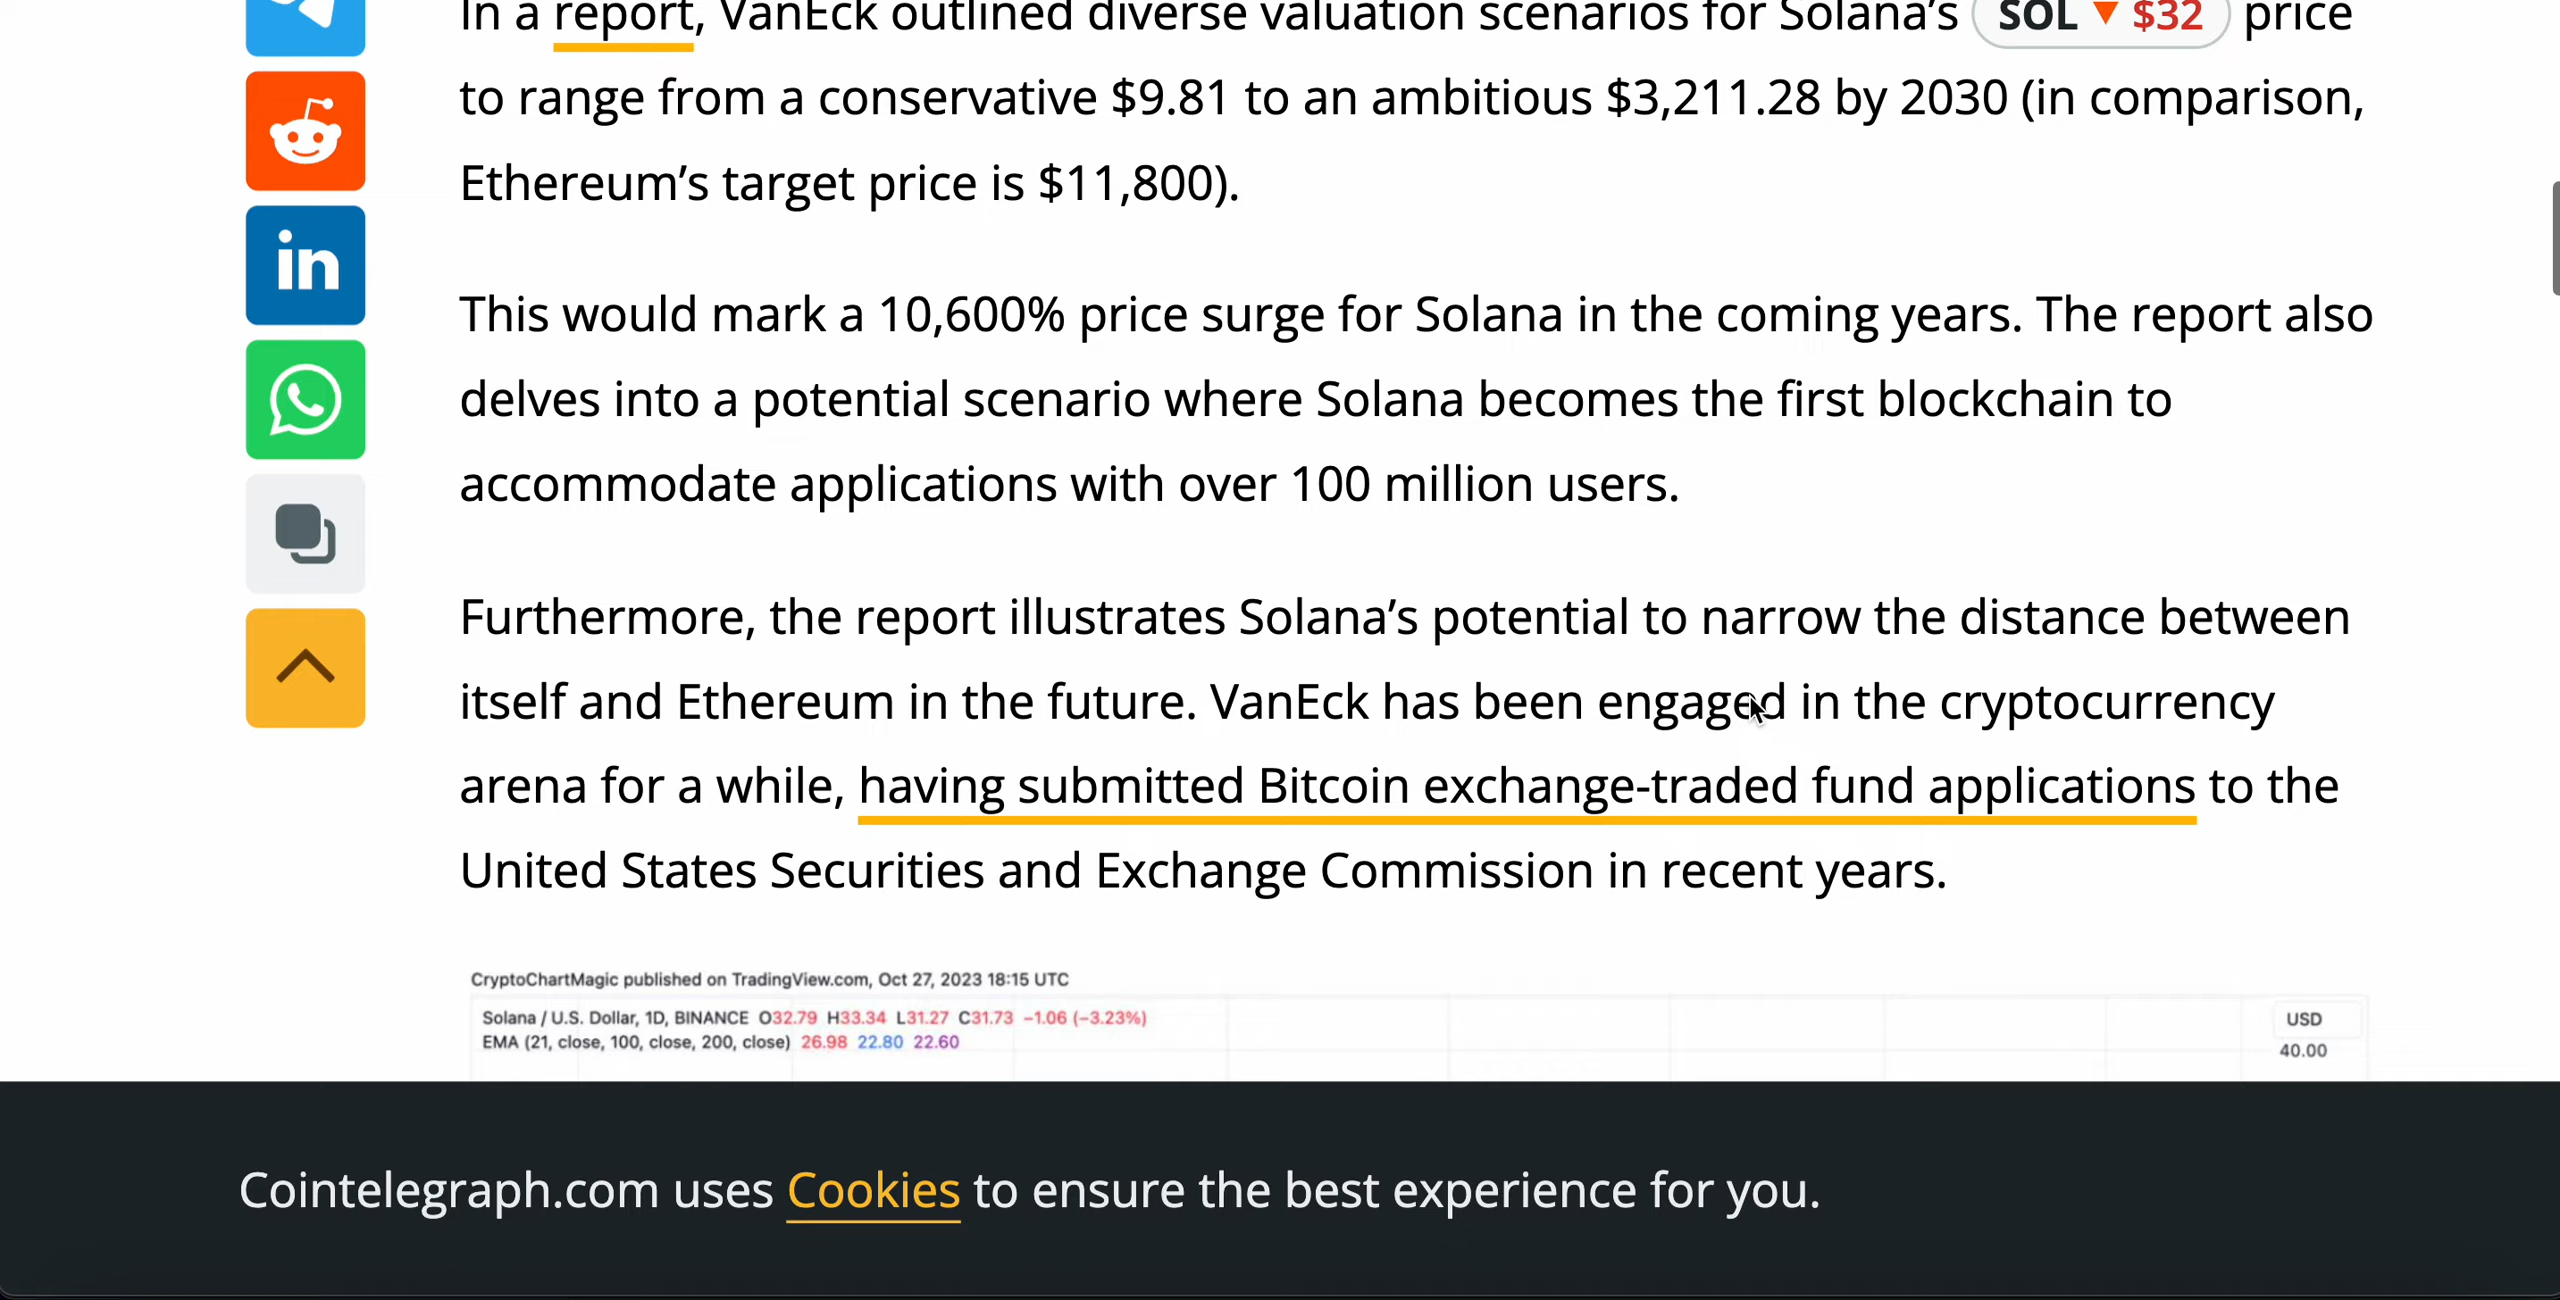 In a report, VanEck outlined diverse valuation scenarios for Solana’s SOL ▼ $32 price
to range from a conservative $9.81 to an ambitious $3,211.28 by 2030 (in comparison,
Ethereum’s target price is $11,800).
in
This would mark a 10,600% price surge for Solana in the coming years. The report also
delves into a potential scenario where Solana becomes the first blockchain to
accommodate applications with over 100 million users.
Furthermore, the report illustrates Solana’s potential to narrow the distance between
itself and Ethereum in the future. VanEck has been engaged in the cryptocurrency
arena for a while, having submitted Bitcoin exchange-traded fund applications to the
United States Securities and Exchange Commission in recent years.
CryptoChartMagic published on TradingView.com, Oct 27, 2023 18:15 UTC
Solana / U.S. Dollar, 1D, BINANCE O32.79 H33.34 L31.27 C31.73 −1.06 (−3.23%)
USD
EMA (21, close, 100, close, 200, close) 26.98 22.80 22.60
40.00
Cointelegraph.com uses Cookies to ensure the best experience for you.